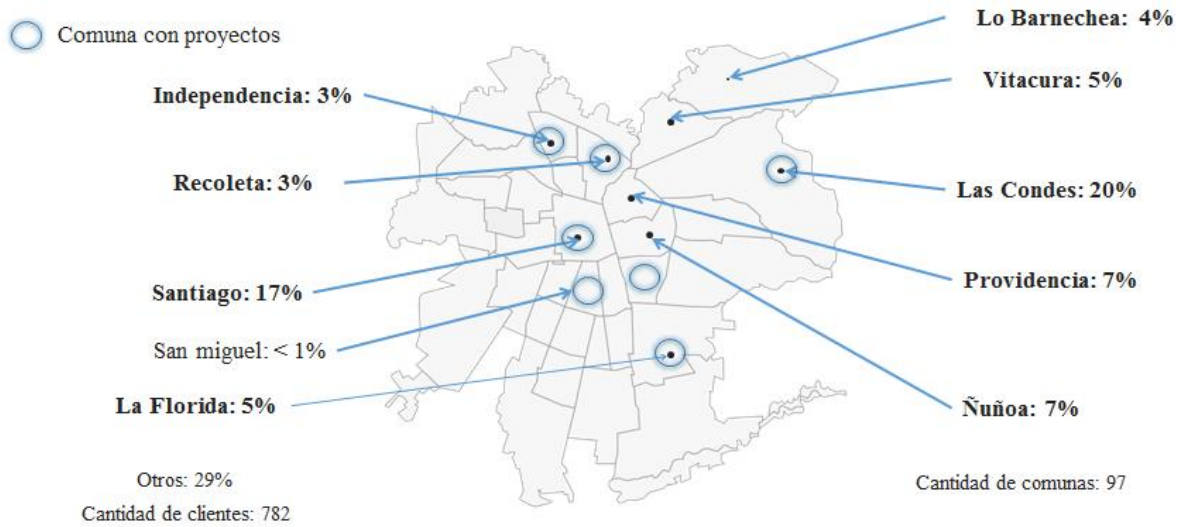 Comuna con proyectos
Lo Barnechea: 4%
Vitacura: 5%
Independencia: 3%
Recoleta: 3%
Las Condes: 20%
Santiago: 17%
Providencia: 7%
San miguel: < 1%
La Florida: 5%
Ñuñoa: 7%
Otros: 29%
Cantidad de clientes: 782
Cantidad de comunas: 97